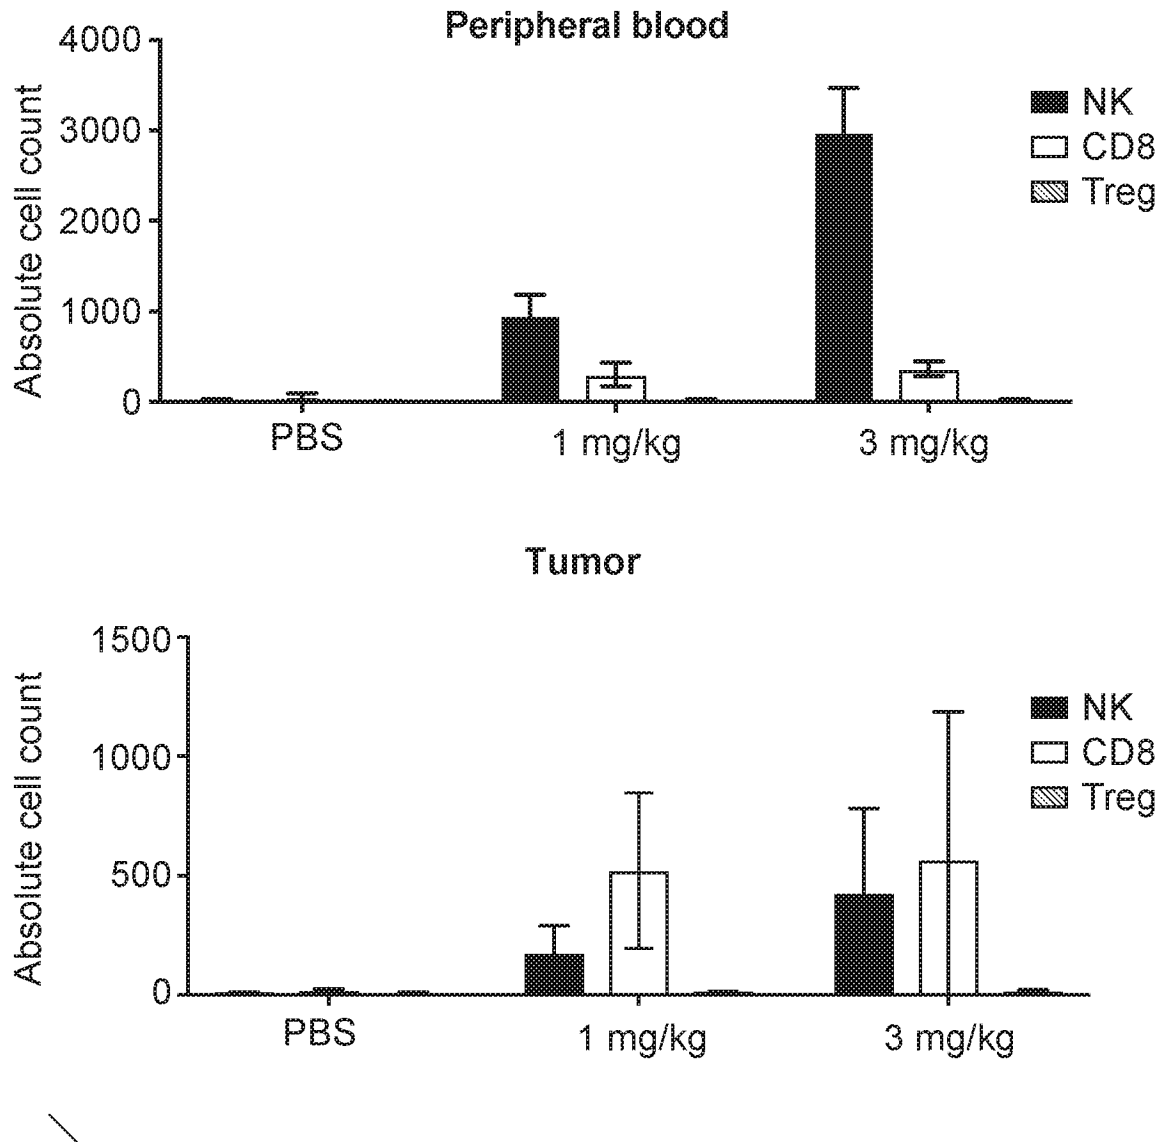 Peripheral blood
Absolute cell count
4000
3000
2000
1000
0
PBS
1 mg/kg
3 mg/kg
NK
CD8
Treg
Tumor
Absolute cell count
1500
1000
500
0
PBS
1 mg/kg
3 mg/kg
NK
CD8
Treg